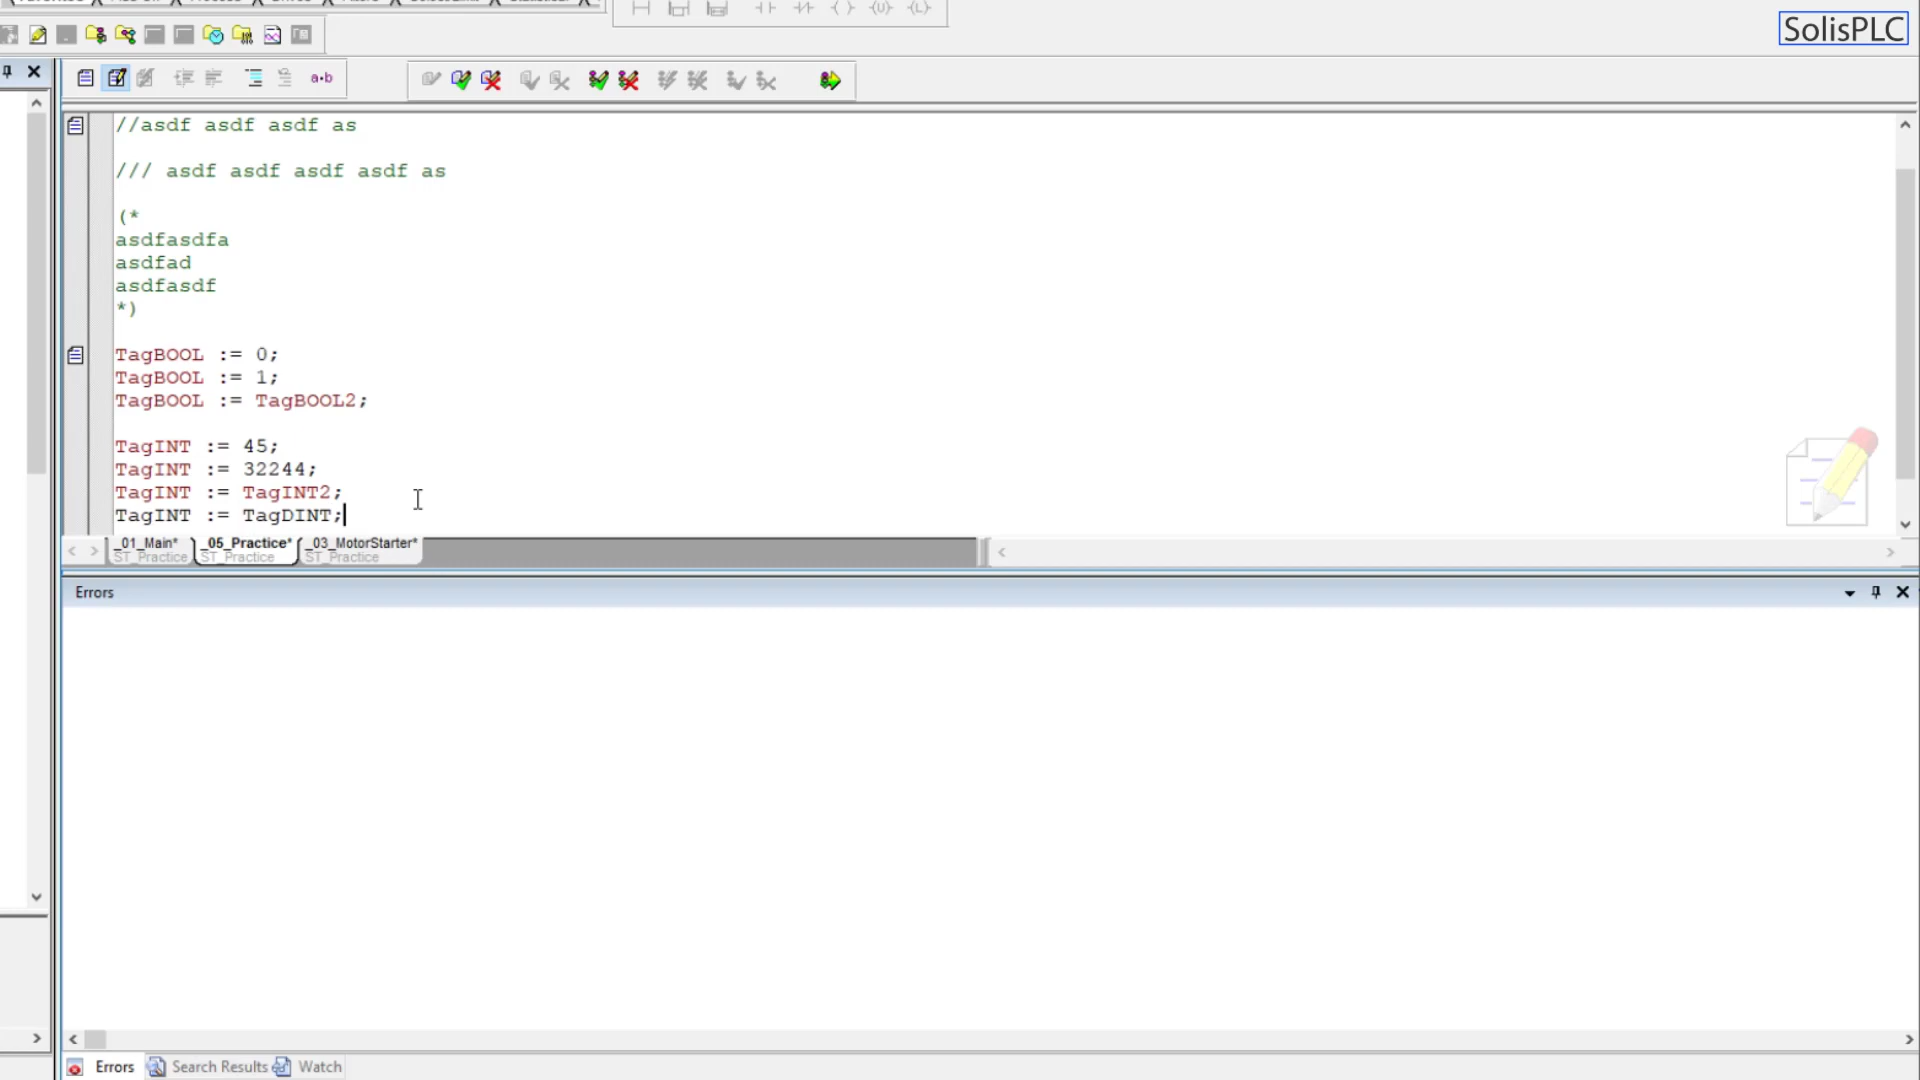 SolisPLC
a+b
//asdf asdf asdf as
/// asdf asdf asdf asdf as
(*
asdfasdfa
asdfad
asdfasdf
*)
TagBOOL := 0;
TagBOOL := 1;
TagBOOL := TagBOOL2;
TagINT := 45;
TagINT := 32244;
TagINT := TagINT2;
TagINT := TagDINT;
_01_Main* _05_Practice* _03_MotorStarter*
ST_Practice ST_Practice ST_Practice
Errors
Errors Search Results Watch